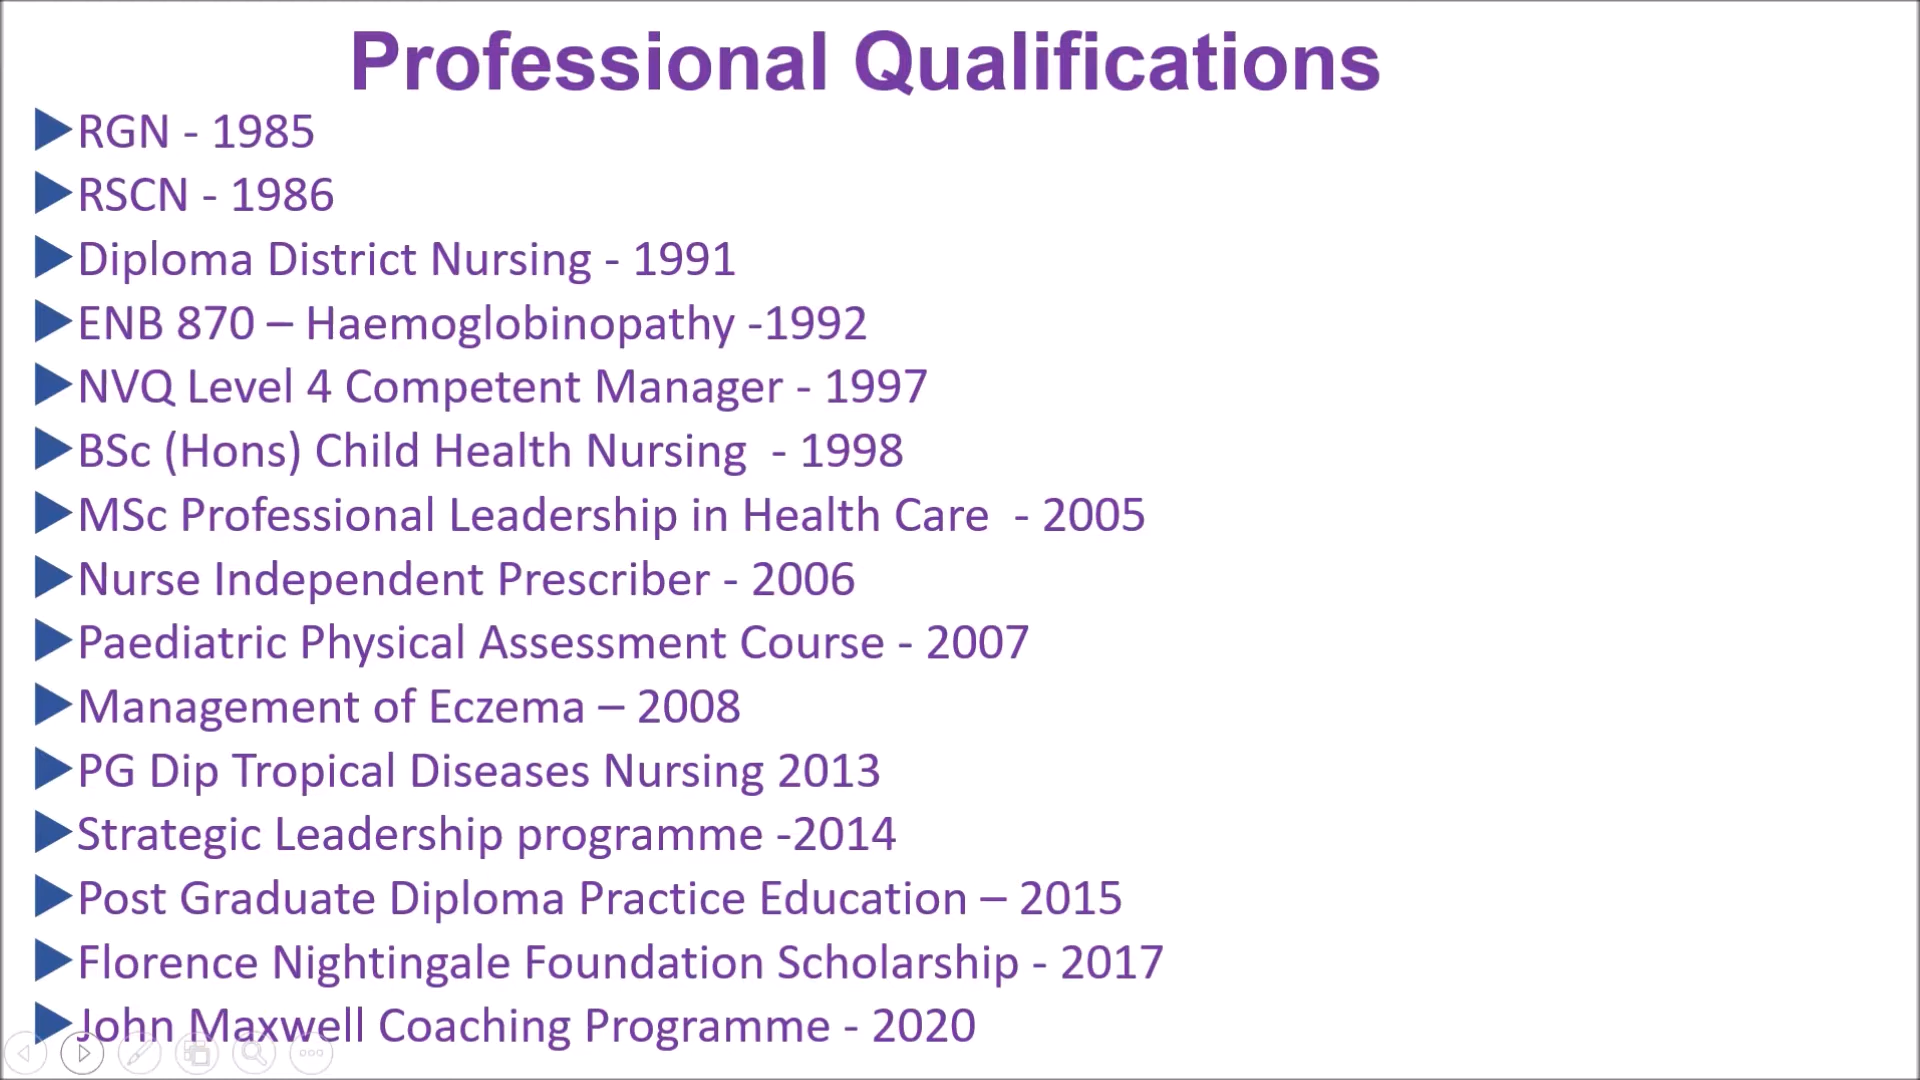 Professional Qualifications
RGN - 1985
RSCN - 1986
Diploma District Nursing - 1991
ENB 870 – Haemoglobinopathy -1992
NVQ Level 4 Competent Manager - 1997
BSc (Hons) Child Health Nursing  - 1998
MSc Professional Leadership in Health Care  - 2005
Nurse Independent Prescriber - 2006
Paediatric Physical Assessment Course - 2007
Management of Eczema – 2008
PG Dip Tropical Diseases Nursing 2013
Strategic Leadership programme -2014
Post Graduate Diploma Practice Education – 2015
Florence Nightingale Foundation Scholarship - 2017
John Maxwell Coaching Programme - 2020